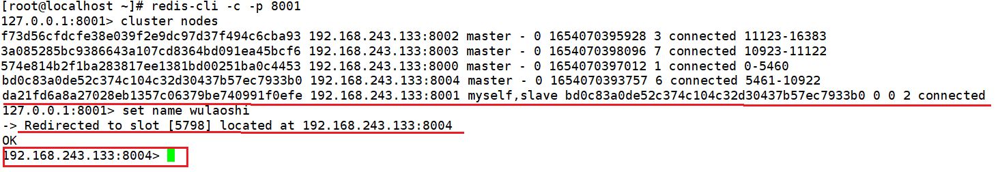 [root@localhost ~]# redis-cli -c -p 8001
127.0.0.1:8001> cluster nodes
f73d56cfdcfe38e039f2e9dc97d37f494c6cba93 192.168.243.133:8002 master - 0 1654070395928 3 connected 11123-16383
3a085285bc9386643a107cd8364bd091ea45bcf6 192.168.243.133:8003 master - 0 1654070398096 7 connected 10923-11122
574e814b2f1ba283817ee1381bd00251ba0c4453 192.168.243.133:8000 master - 0 1654070397012 1 connected 0-5460
bd0c83a0de52c374c104c32d30437b57ec7933b0 192.168.243.133:8004 master - 0 1654070393757 6 connected 5461-10922
da21fd6a8a27028eb1357c06379be740991f0efe 192.168.243.133:8001 myself,slave bd0c83a0de52c374c104c32d30437b57ec7933b0 0 0 2 connected
127.0.0.1:8001> set name wulaoshi
-> Redirected to slot [5798] located at 192.168.243.133:8004
OK
192.168.243.133:8004>